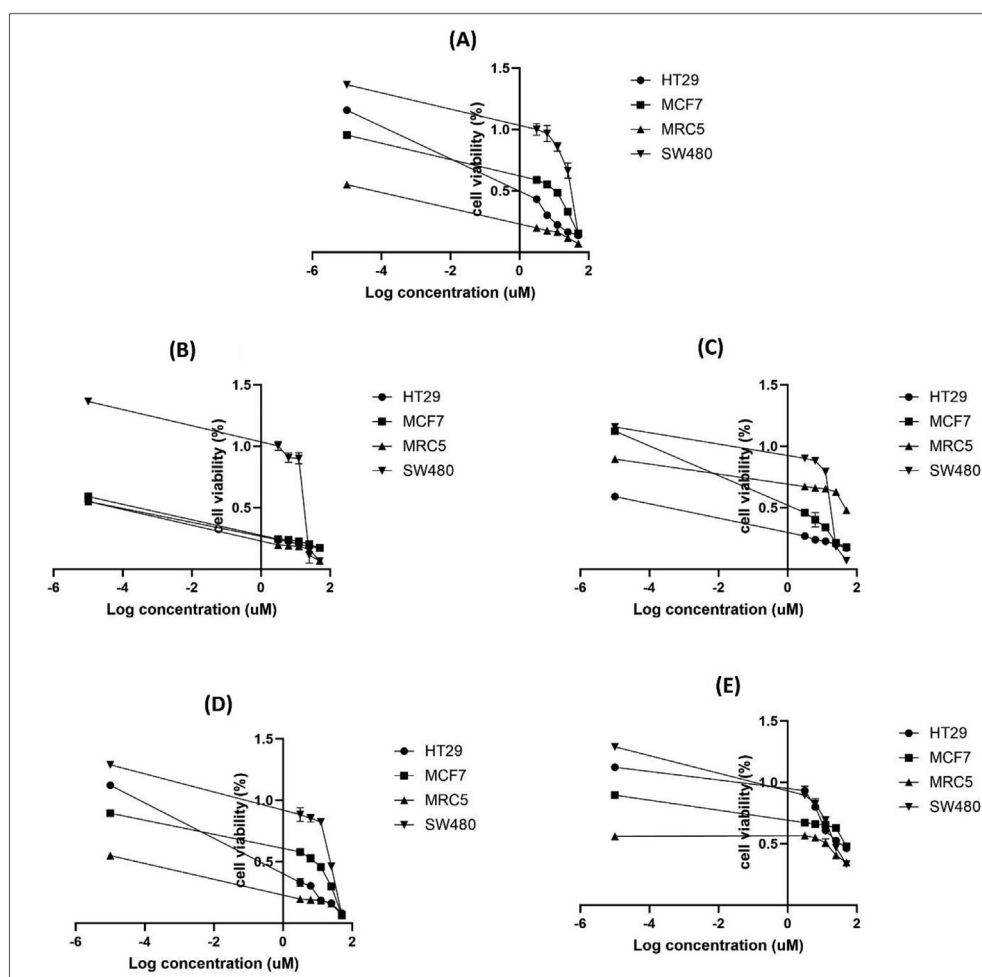 (A)
1.5
1.0
0.5
cell viability (%)
-6 -4 -2 0 2
Log concentration (uM)
HT29
MCF7
MRC5
SW480
(B)
1.5
1.0
0.5
cell viability (%)
-6 -4 -2 0 2
Log concentration (uM)
HT29
MCF7
MRC5
SW480
(C)
1.5
1.0
0.5
cell viability (%)
-6 -4 -2 0 2
Log concentration (uM)
HT29
MCF7
MRC5
SW480
(D)
1.5
1.0
0.5
cell viability (%)
-6 -4 -2 0 2
Log concentration (uM)
HT29
MCF7
MRC5
SW480
(E)
1.5
1.0
0.5
cell viability (%)
-6 -4 -2 0 2
Log concentration (uM)
HT29
MCF7
MRC5
SW480